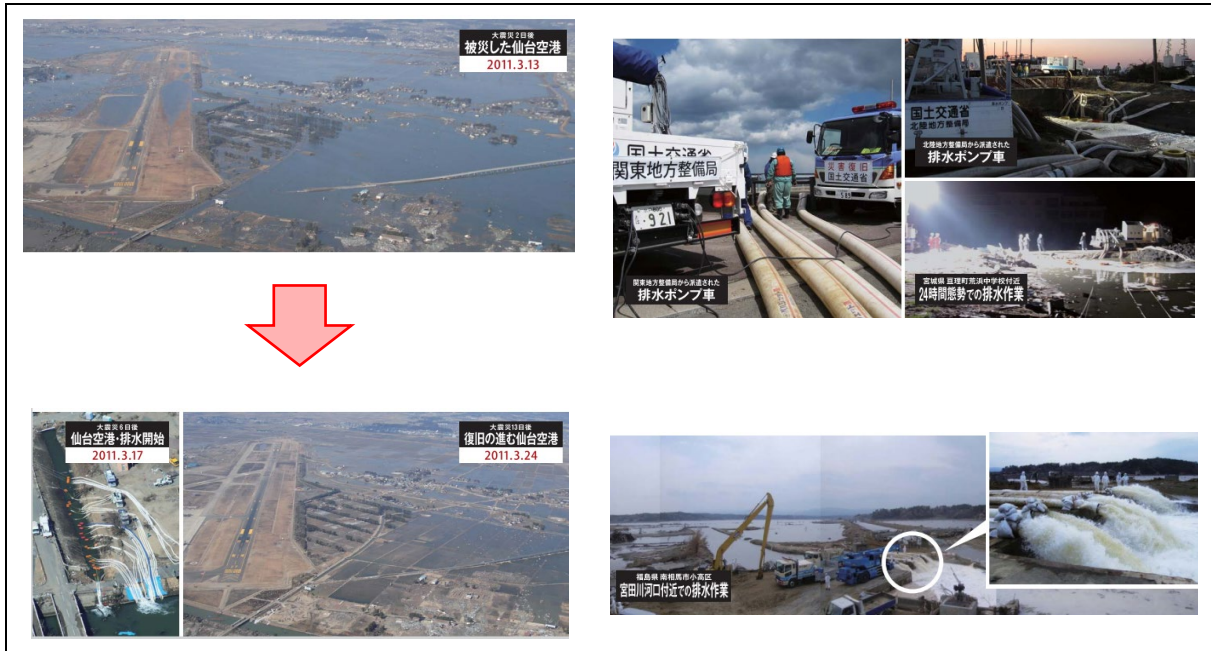 大震災2日後
被災した仙台空港
2011.3.13
大震災6日後
仙台空港・排水開始
2011.3.17
大震災13日後
復旧の進む仙台空港
2011.3.24
国土交通省
関東地方整備局
921
災害復旧
国土交通省
関東地方整備局から派遣された
排水ポンプ車
国土交通省
北陸地方整備局
北陸地方整備局から派遣された
排水ポンプ車
宮城県 亘理町荒浜中学校付近
24時間態勢での排水作業
福島県 南相馬市小高区
宮田川河口付近での排水作業